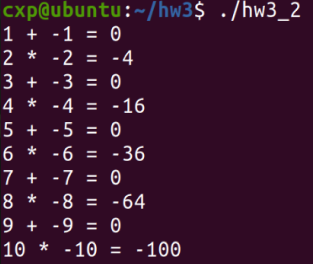 cxp@ubuntu:~/hw3$ ./hw3_2
1 + -1 = 0
2 * -2 = -4
3 + -3 = 0
4 * -4 = -16
5 + -5 = 0
6 * -6 = -36
7 + -7 = 0
8 * -8 = -64
9 + -9 = 0
10 * -10 = -100